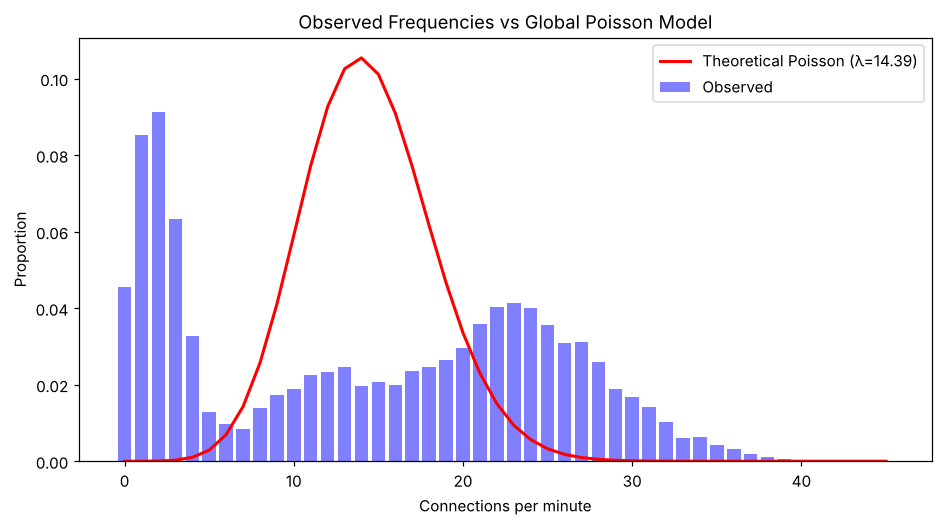 Observed Frequencies vs Global Poisson Model
Theoretical Poisson (λ=14.39)
Observed
Proportion
0.10
0.08
0.06
0.04
0.02
0.00
0 10 20 30 40
Connections per minute